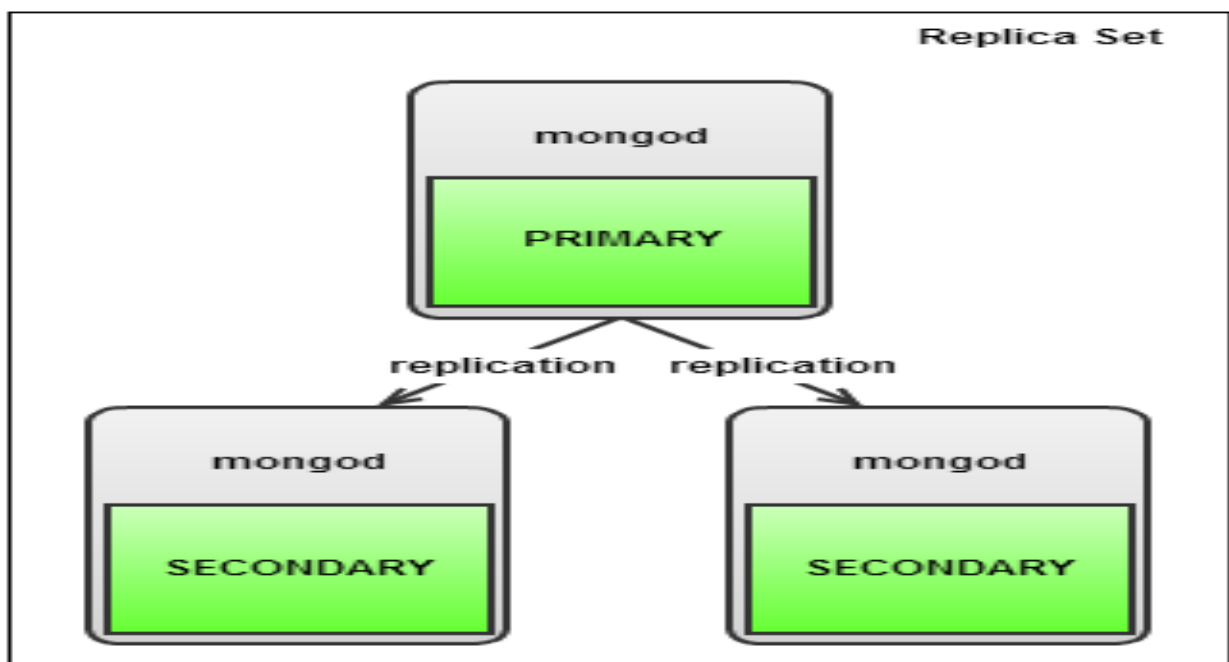 Replica Set
mongod
PRIMARY
replication replication
mongod mongod
SECONDARY SECONDARY